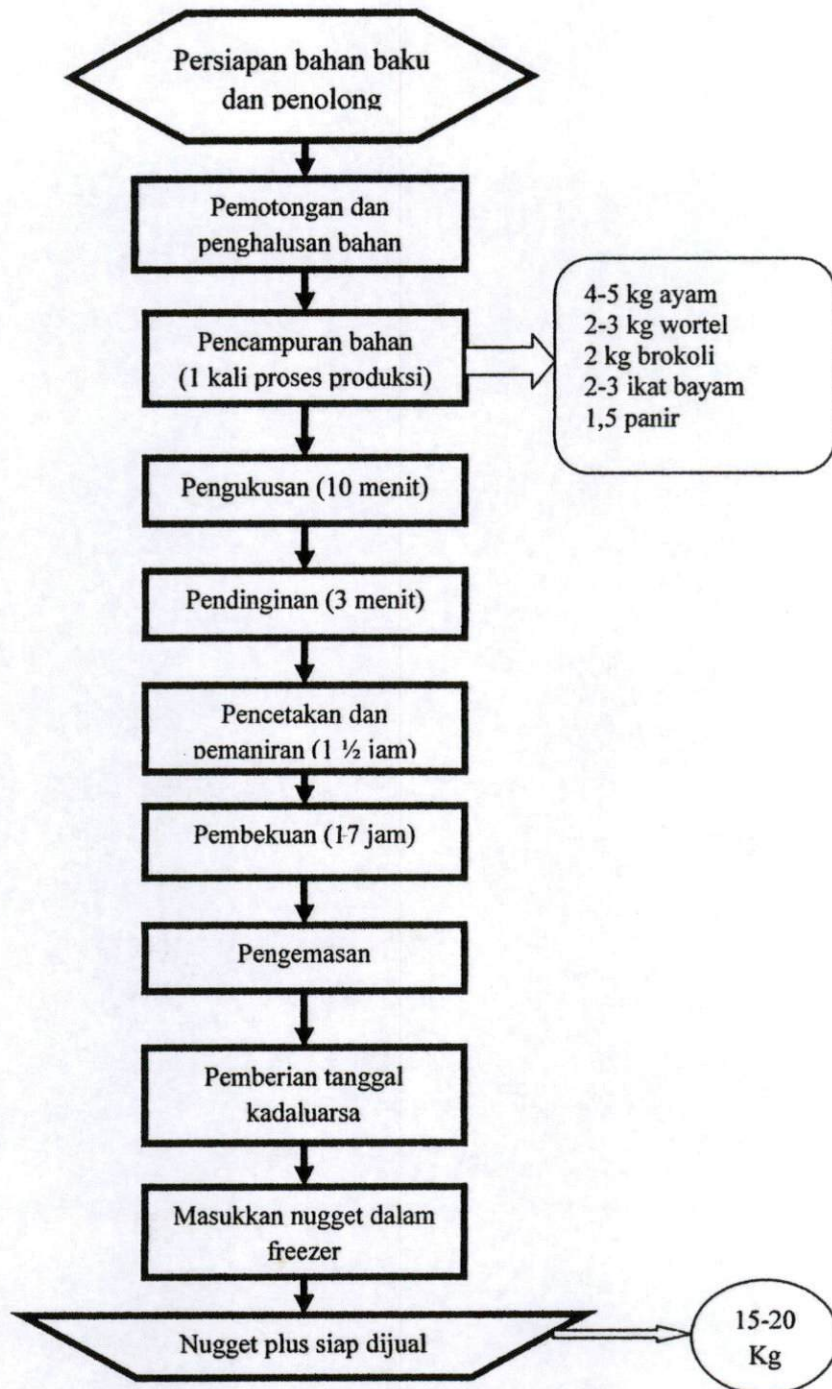 Persiapan bahan baku
dan penolong
Pemotongan dan
penghalusan bahan
Pencampuran bahan
(1 kali proses produksi)
4-5 kg ayam
2-3 kg wortel
2 kg brokoli
2-3 ikat bayam
1,5 panir
Pengukusan (10 menit)
Pendinginan (3 menit)
Pencetakan dan
pemaniran (1 ½ jam)
Pembekuan (17 jam)
Pengemasan
Pemberian tanggal
kadaluarsa
Masukkan nugget dalam
freezer
Nugget plus siap dijual
15-20
Kg